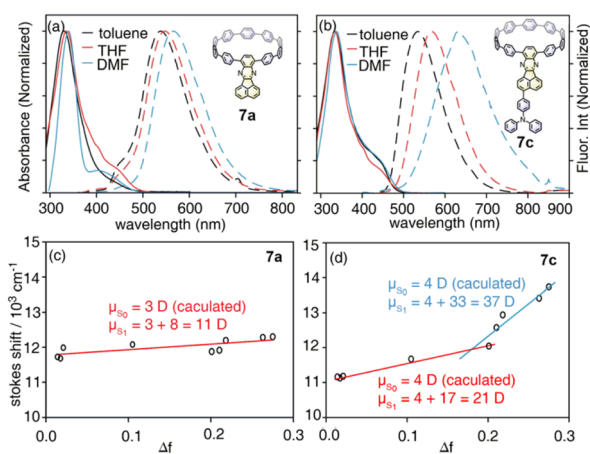 (a)
toluene
THF
DMF
7a
Absorbance (Normalized)
300 400 500 600 700 800
wavelength (nm)
(b)
toluene
THF
DMF
7c
N
Fluor. Int (Normalized)
300 400 500 600 700 800 900
wavelength (nm)
(c) 7a
μS0 = 3 D (caculated)
μS1 = 3 + 8 = 11 D
stokes shift / 10³ cm⁻¹
15
14
13
12
11
10
0.0 0.1 0.2 0.3
Δf
(d) 7c
μS0 = 4 D (caculated)
μS1 = 4 + 33 = 37 D
μS0 = 4 D (caculated)
μS1 = 4 + 17 = 21 D
15
14
13
12
11
10
0.0 0.1 0.2 0.3
Δf